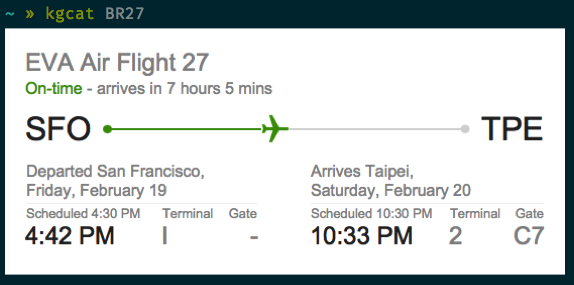 ~ » kgcat BR27
EVA Air Flight 27
On-time - arrives in 7 hours 5 mins
SFO TPE
Departed San Francisco,
Friday, February 19
Scheduled 4:30 PM Terminal Gate
4:42 PM I -
Arrives Taipei,
Saturday, February 20
Scheduled 10:30 PM Terminal Gate
10:33 PM 2 C7